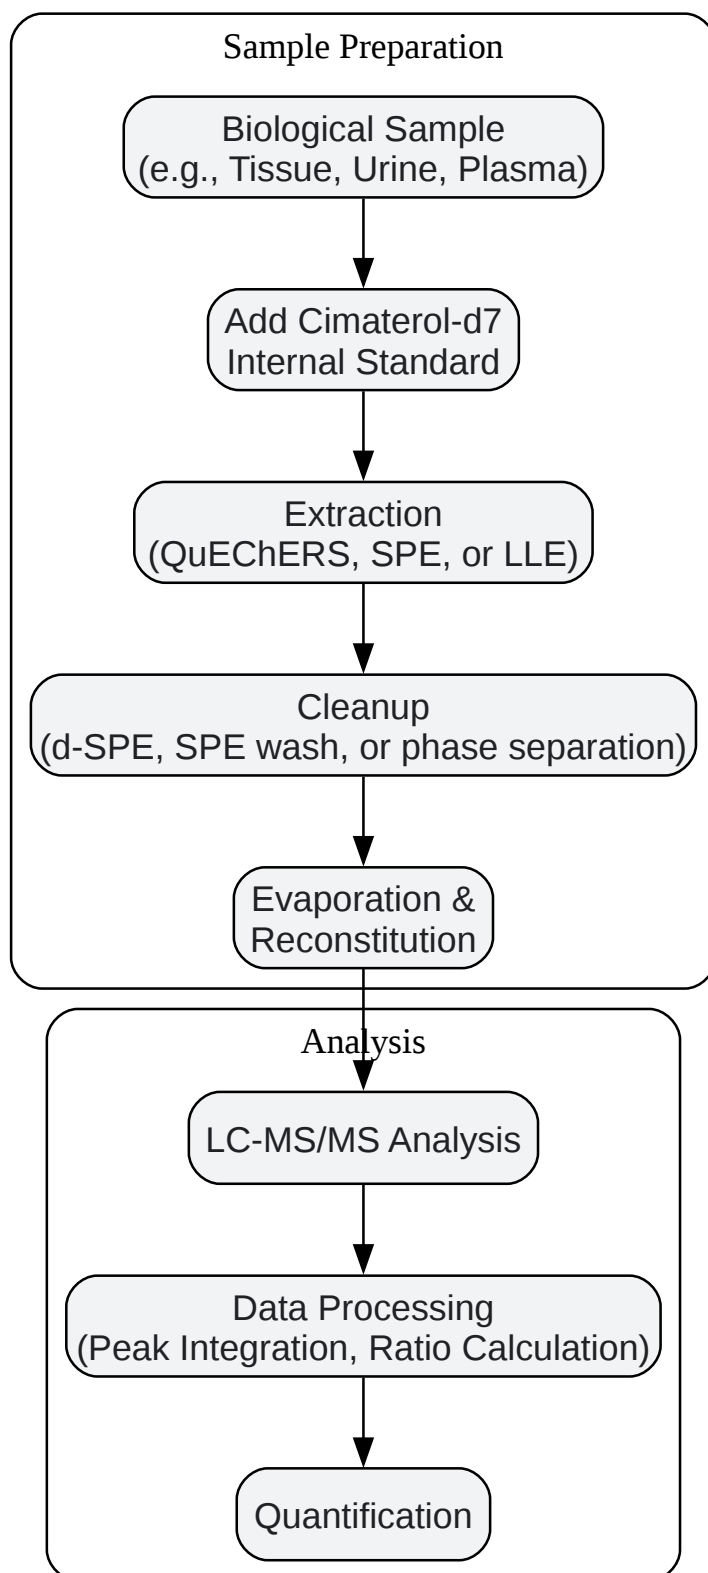 Sample Preparation
Biological Sample
(e.g., Tissue, Urine, Plasma)
Add Cimaterol-d7
Internal Standard
Extraction
(QuEChERS, SPE, or LLE)
Cleanup
(d-SPE, SPE wash, or phase separation)
Evaporation &
Reconstitution
Analysis
LC-MS/MS Analysis
Data Processing
(Peak Integration, Ratio Calculation)
Quantification